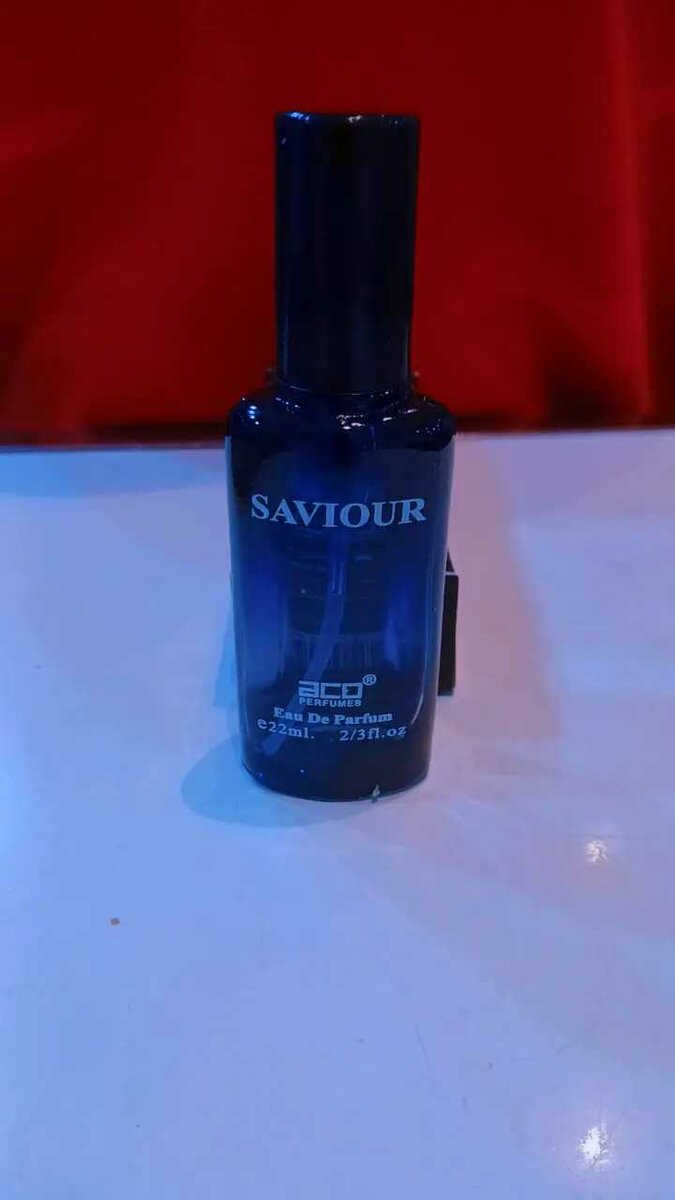 SAVIOUR
aco®
PERFUMES
Eau De Parfum
e22ml. 2/3fl.oz